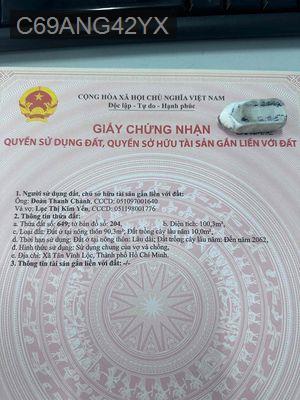 C69ANG42YX
CỘNG HÒA XÃ HỘI CHỦ NGHĨA VIỆT NAM
Độc lập - Tự do - Hạnh phúc
GIẤY CHỨNG NHẬN
QUYỀN SỬ DỤNG ĐẤT, QUYỀN SỞ HỮU TÀI SẢN GẮN LIỀN VỚI ĐẤT
1. Người sử dụng đất, chủ sở hữu tài sản gắn liền với đất:
Ông: Đoàn Thanh Chánh, CCCD: 051097001640
Và vợ: Lạc Thị Kim Yến, CCCD: 051198001776
2. Thông tin thửa đất:
a. Thửa đất số: 649; tờ bản đồ số: 204, b. Diện tích: 100,3m²
c. Loại đất: Đất ở tại nông thôn 90,3m²; Đất trồng cây lâu năm 10,0m²
d. Thời hạn sử dụng: Đất ở tại nông thôn: Lâu dài; Đất trồng cây lâu năm: Đến năm 2062,
đ. Hình thức sử dụng: Sử dụng chung của vợ và chồng,
e. Địa chỉ: Xã Tân Vĩnh Lộc, Thành phố Hồ Chí Minh.
3. Thông tin tài sản gắn liền với đất: -/-